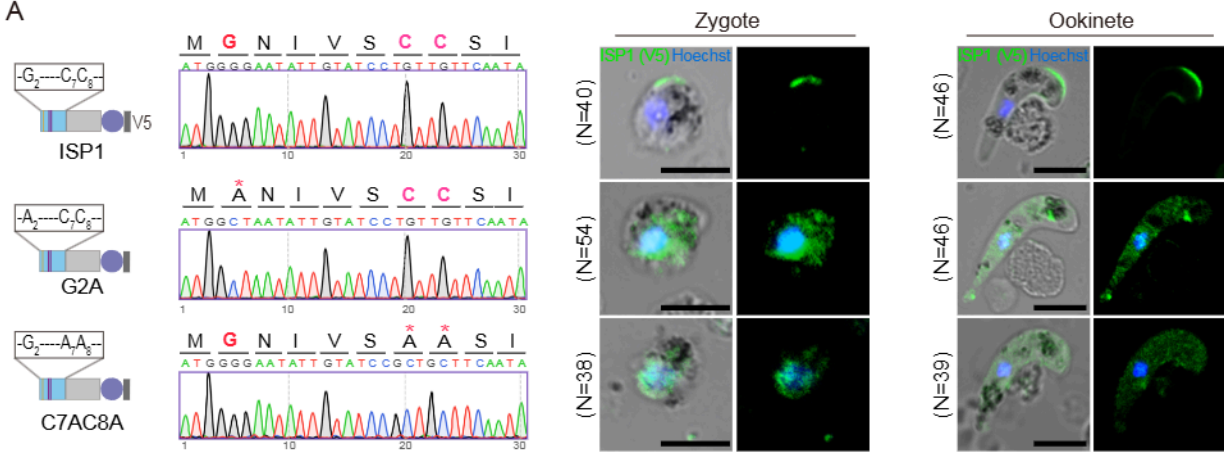 A
Zygote
Ookinete
-G2----C7C8--
V5
ISP1
M G N I V S C C S I
ATGGGGAATATTGTATCCTGTTGTTCAATA
1 10 20 30
(N=40)
ISP1 (V5) Hoechst
(N=46)
ISP1 (V5) Hoechst
-A2----C7C8--
G2A
*
M A N I V S C C S I
ATGGCTAATATTGTATCCTGTTGTTCAATA
1 10 20 30
(N=54)
(N=46)
-G2----A7A8--
C7AC8A
* *
M G N I V S A A S I
ATGGGGAATATTGTATCCGCTGCTTCAATA
1 10 20 30
(N=38)
(N=39)